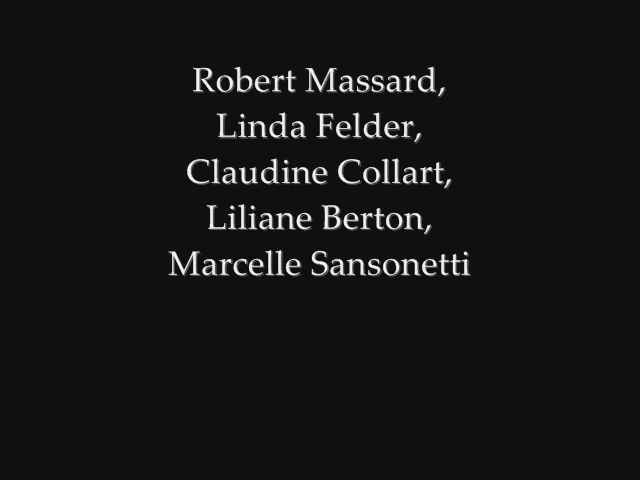 Robert Massard,
Linda Felder,
Claudine Collart,
Liliane Berton,
Marcelle Sansonetti